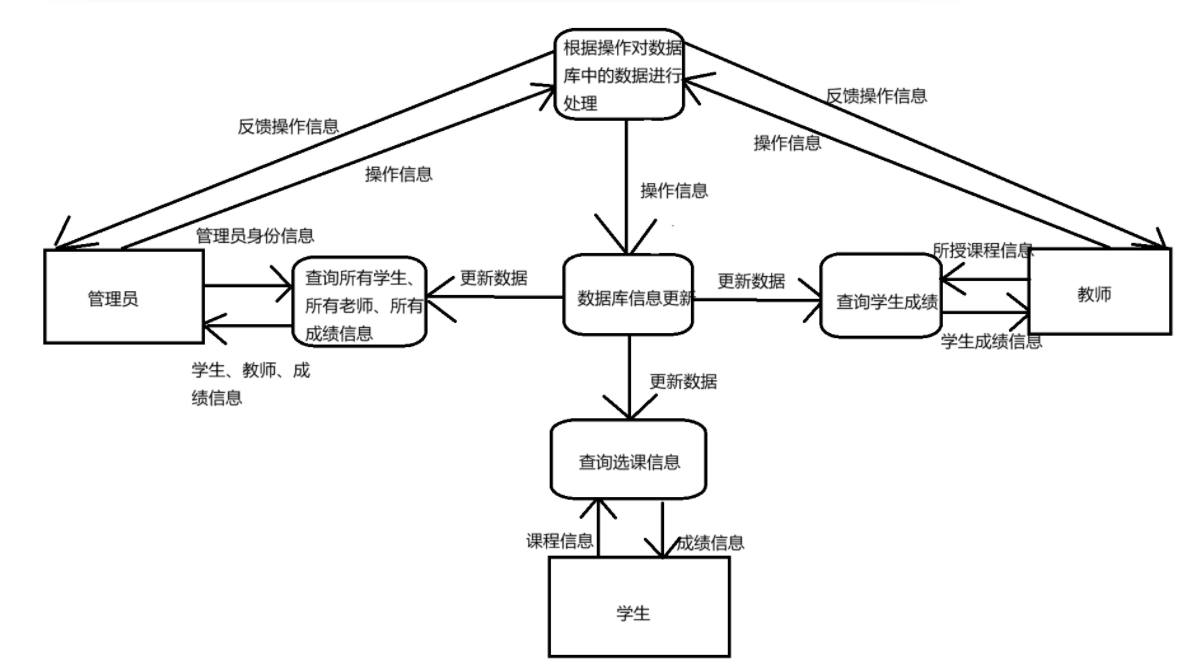 根据操作对数据
库中的数据进行
处理
反馈操作信息
反馈操作信息
操作信息
操作信息
操作信息
管理员身份信息
所授课程信息
管理员
查询所有学生、
所有老师、所有
成绩信息
更新数据
数据库信息更新
更新数据
查询学生成绩
教师
学生成绩信息
学生、教师、成
绩信息
更新数据
查询选课信息
课程信息
成绩信息
学生